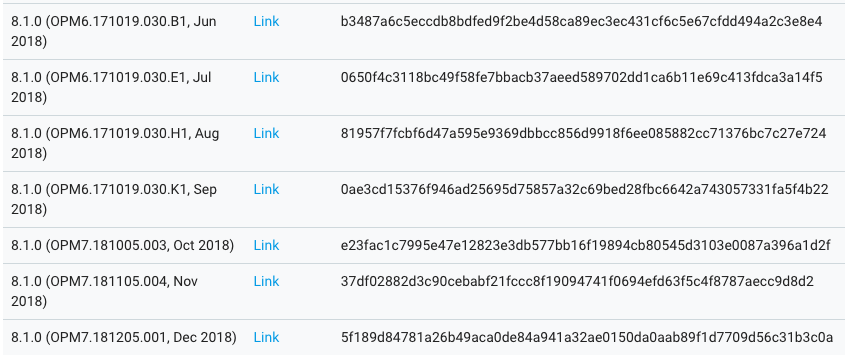 8.1.0 (OPM6.171019.030.B1, Jun Link b3487a6c5eccdb8bdfed9f2be4d58ca89ec3ec431cf6c5e67cfdd494a2c3e8e4
2018)
8.1.0 (OPM6.171019.030.E1, Jul Link 0650f4c3118bc49f58fe7bbacb37aeed589702dd1ca6b11e69c413fdca3a14f5
2018)
8.1.0 (OPM6.171019.030.H1, Aug Link 81957f7fcbf6d47a595e9369dbbcc856d9918f6ee085882cc71376bc7c27e724
2018)
8.1.0 (OPM6.171019.030.K1, Sep Link 0ae3cd15376f946ad25695d75857a32c69bed28fbc6642a743057331fa5f4b22
2018)
8.1.0 (OPM7.181005.003, Oct 2018) Link e23fac1c7995e47e12823e3db577bb16f19894cb80545d3103e0087a396a1d2f
8.1.0 (OPM7.181105.004, Nov Link 37df02882d3c90cebabf21fccc8f19094741f0694efd63f5c4f8787aecc9d8d2
2018)
8.1.0 (OPM7.181205.001, Dec 2018) Link 5f189d84781a26b49aca0de84a941a32ae0150da0aab89f1d7709d56c31b3c0a